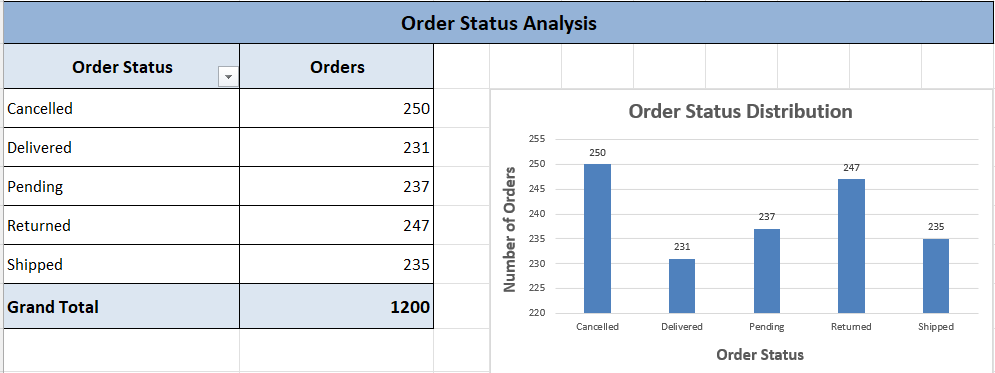 Order Status Analysis
Order Status Orders
Cancelled 250
Delivered 231
Pending 237
Returned 247
Shipped 235
Grand Total 1200
Order Status Distribution
Number of Orders
255
250
245
240
235
230
225
220
250
231
237
247
235
Cancelled Delivered Pending Returned Shipped
Order Status